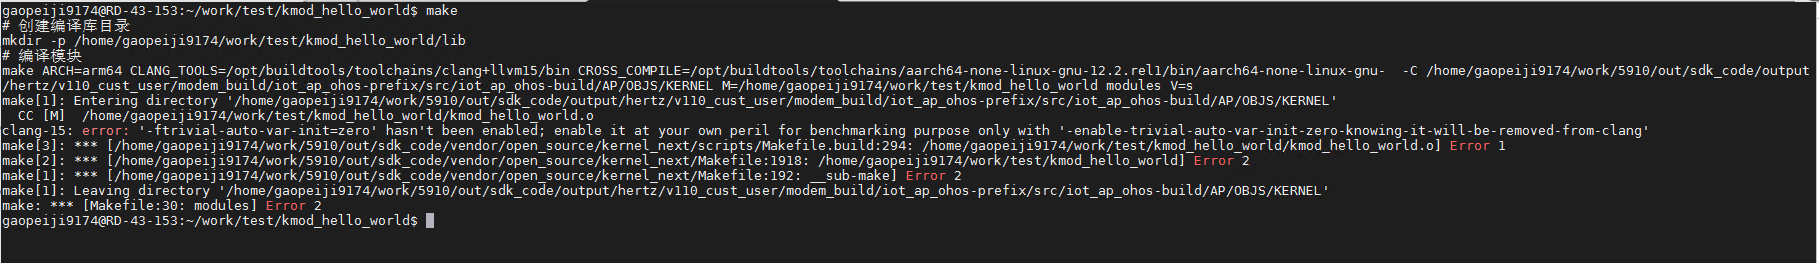 gaopeiji9174@RD-43-153:~/work/test/kmod_hello_world$ make
# 创建编译库目录
mkdir -p /home/gaopeiji9174/work/test/kmod_hello_world/lib
# 编译模块
make ARCH=arm64 CLANG_TOOLS=/opt/buildtools/toolchains/clang+llvm15/bin CROSS_COMPILE=/opt/buildtools/toolchains/aarch64-none-linux-gnu-12.2.rel1/bin/aarch64-none-linux-gnu-  -C /home/gaopeiji9174/work/5910/out/sdk_code/output
/hertz/v110_cust_user/modem_build/iot_ap_ohos-prefix/src/iot_ap_ohos-build/AP/OBJS/KERNEL M=/home/gaopeiji9174/work/test/kmod_hello_world modules V=s
make[1]: Entering directory '/home/gaopeiji9174/work/5910/out/sdk_code/output/hertz/v110_cust_user/modem_build/iot_ap_ohos-prefix/src/iot_ap_ohos-build/AP/OBJS/KERNEL'
  CC [M]  /home/gaopeiji9174/work/test/kmod_hello_world/kmod_hello_world.o
clang-15: error: '-ftrivial-auto-var-init=zero' hasn't been enabled; enable it at your own peril for benchmarking purpose only with '-enable-trivial-auto-var-init-zero-knowing-it-will-be-removed-from-clang'
make[3]: *** [/home/gaopeiji9174/work/5910/out/sdk_code/vendor/open_source/kernel_next/scripts/Makefile.build:294: /home/gaopeiji9174/work/test/kmod_hello_world/kmod_hello_world.o] Error 1
make[2]: *** [/home/gaopeiji9174/work/5910/out/sdk_code/vendor/open_source/kernel_next/Makefile:1918: /home/gaopeiji9174/work/test/kmod_hello_world] Error 2
make[1]: *** [/home/gaopeiji9174/work/5910/out/sdk_code/vendor/open_source/kernel_next/Makefile:192: __sub-make] Error 2
make[1]: Leaving directory '/home/gaopeiji9174/work/5910/out/sdk_code/output/hertz/v110_cust_user/modem_build/iot_ap_ohos-prefix/src/iot_ap_ohos-build/AP/OBJS/KERNEL'
make: *** [Makefile:30: modules] Error 2
gaopeiji9174@RD-43-153:~/work/test/kmod_hello_world$